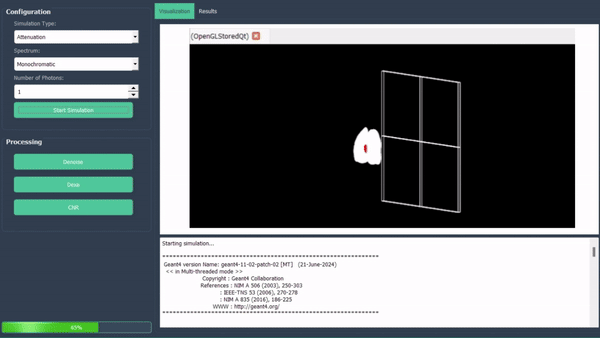 Configuration
Simulation Type:
Attenuation
Spectrum:
Monochromatic
Number of Photons:
1
Start Simulation
Processing
Denoise
Dexa
CNR
Visualization
Results
(OpenGLStoredQt)
Starting simulation...
**************************************************************
Geant4 version Name: geant4-11-02-patch-02 [MT] (21-June-2024)
<< in Multi-threaded mode >>
Copyright : Geant4 Collaboration
References : NIM A 506 (2003), 250-303
: IEEE-TNS 53 (2006), 270-278
: NIM A 835 (2016), 186-225
WWW : http://geant4.org/
**************************************************************